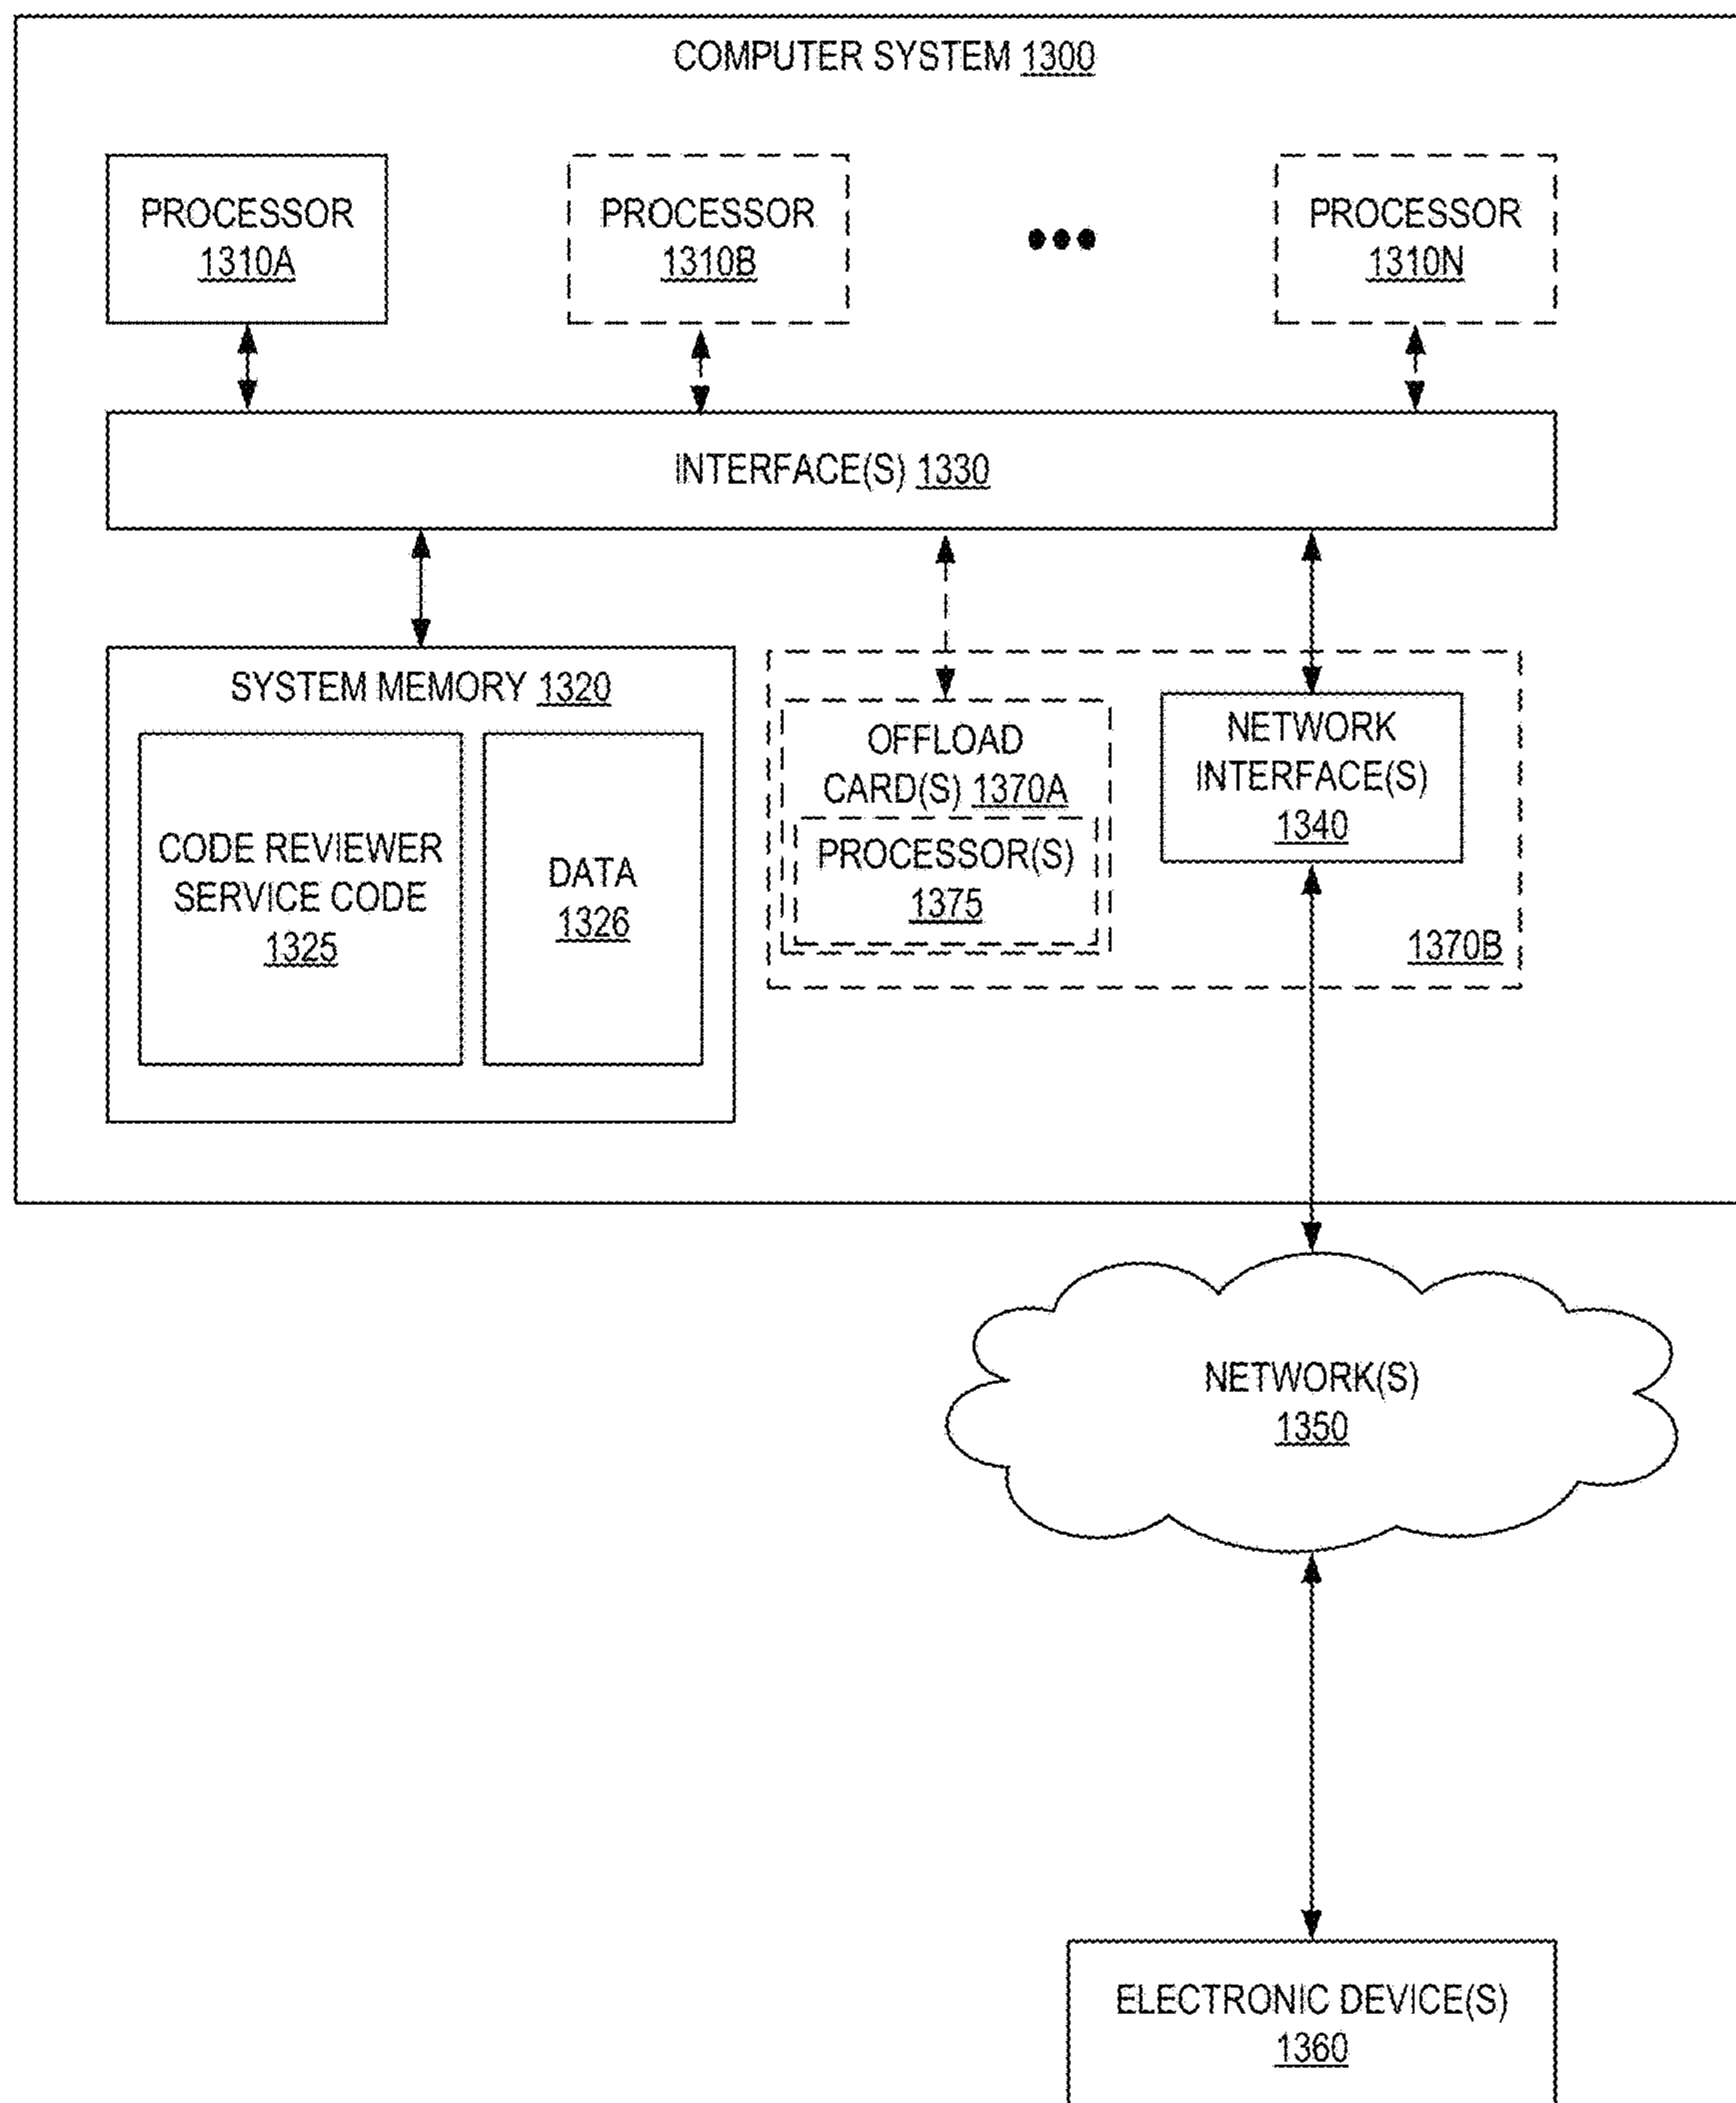 COMPUTER SYSTEM 1300
PROCESSOR
1310A
PROCESSOR
1310B
PROCESSOR
1310N
INTERFACE(S) 1330
SYSTEM MEMORY 1320
CODE REVIEWER
SERVICE CODE
1325
DATA
1326
OFFLOAD
CARD(S) 1370A
PROCESSOR(S)
1375
NETWORK
INTERFACE(S)
1340
1370B
NETWORK(S)
1350
ELECTRONIC DEVICE(S)
1360